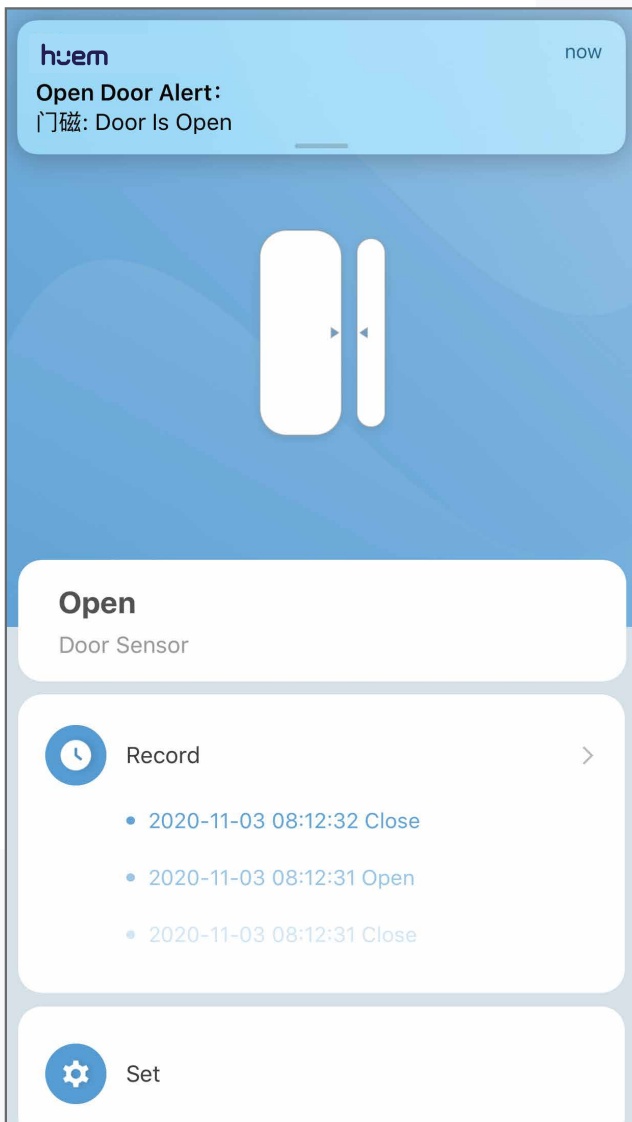 huem
now
Open Door Alert:
门磁: Door Is Open
Open
Door Sensor
Record
2020-11-03 08:12:32 Close
2020-11-03 08:12:31 Open
2020-11-03 08:12:31 Close
Set